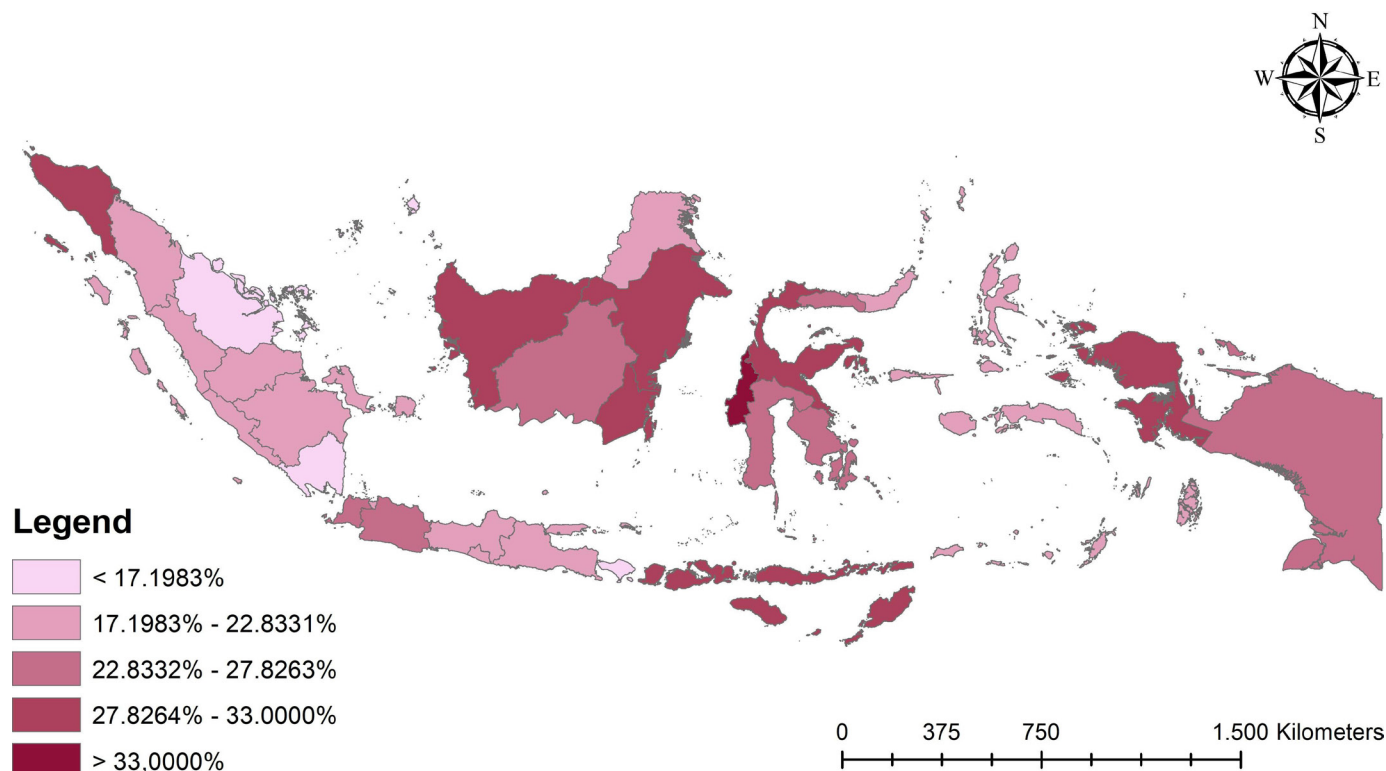 N
W E
S
Legend
< 17.1983%
17.1983% - 22.8331%
22.8332% - 27.8263%
27.8264% - 33.0000%
> 33,0000%
0 375 750 1.500 Kilometers